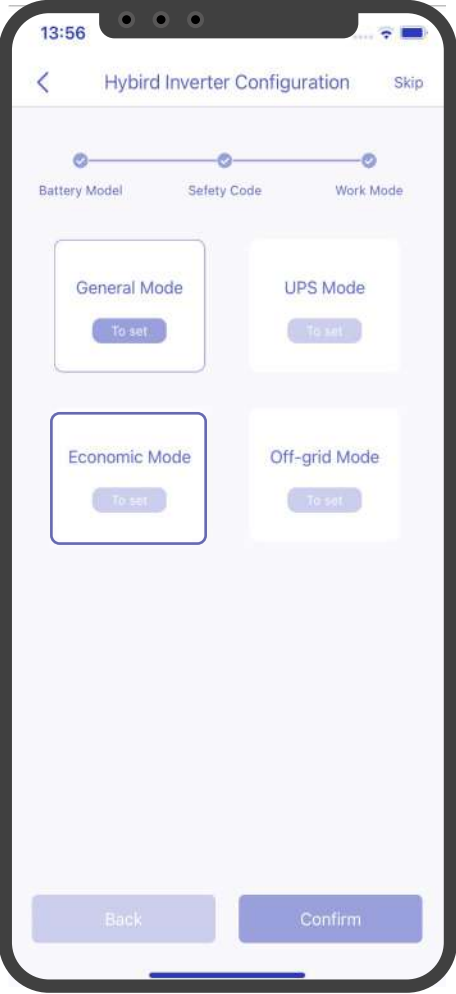 13:56
Hybird Inverter Configuration
Skip
Battery Model
Sefety Code
Work Mode
General Mode
UPS Mode
To set
To set
Economic Mode
Off-grid Mode
To set
To set
Back
Confirm